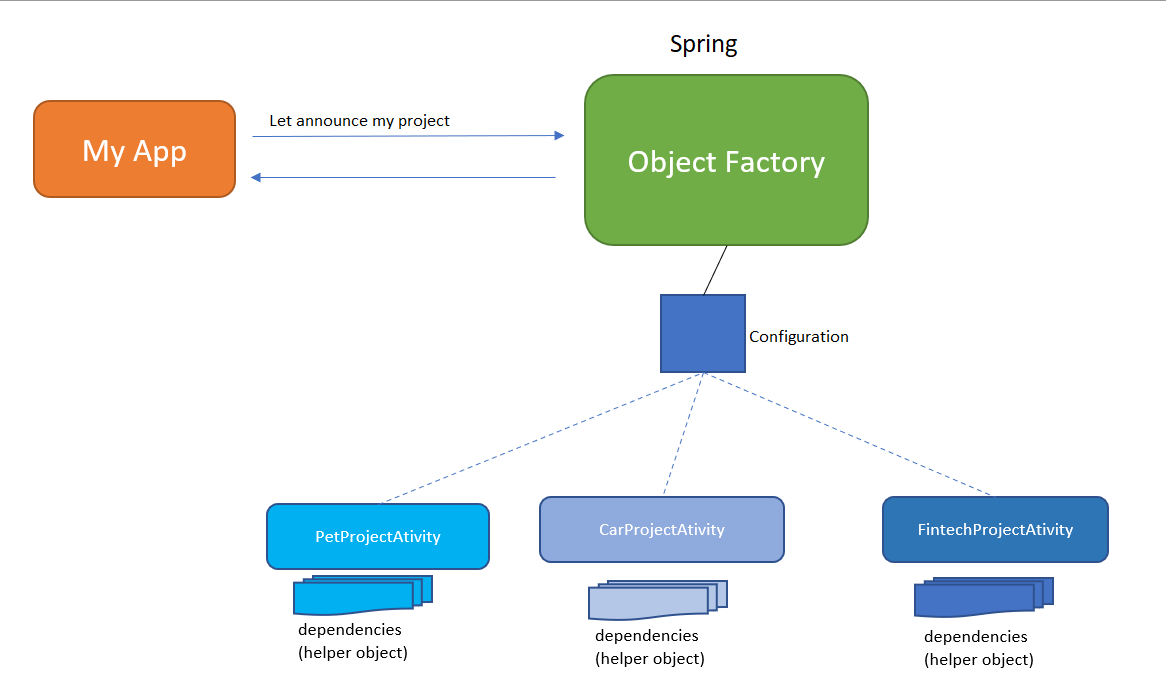 Spring
Let announce my project
My App
Object Factory
Configuration
PetProjectAtivity
CarProjectAtivity
FintechProjectAtivity
dependencies
(helper object)
dependencies
(helper object)
dependencies
(helper object)